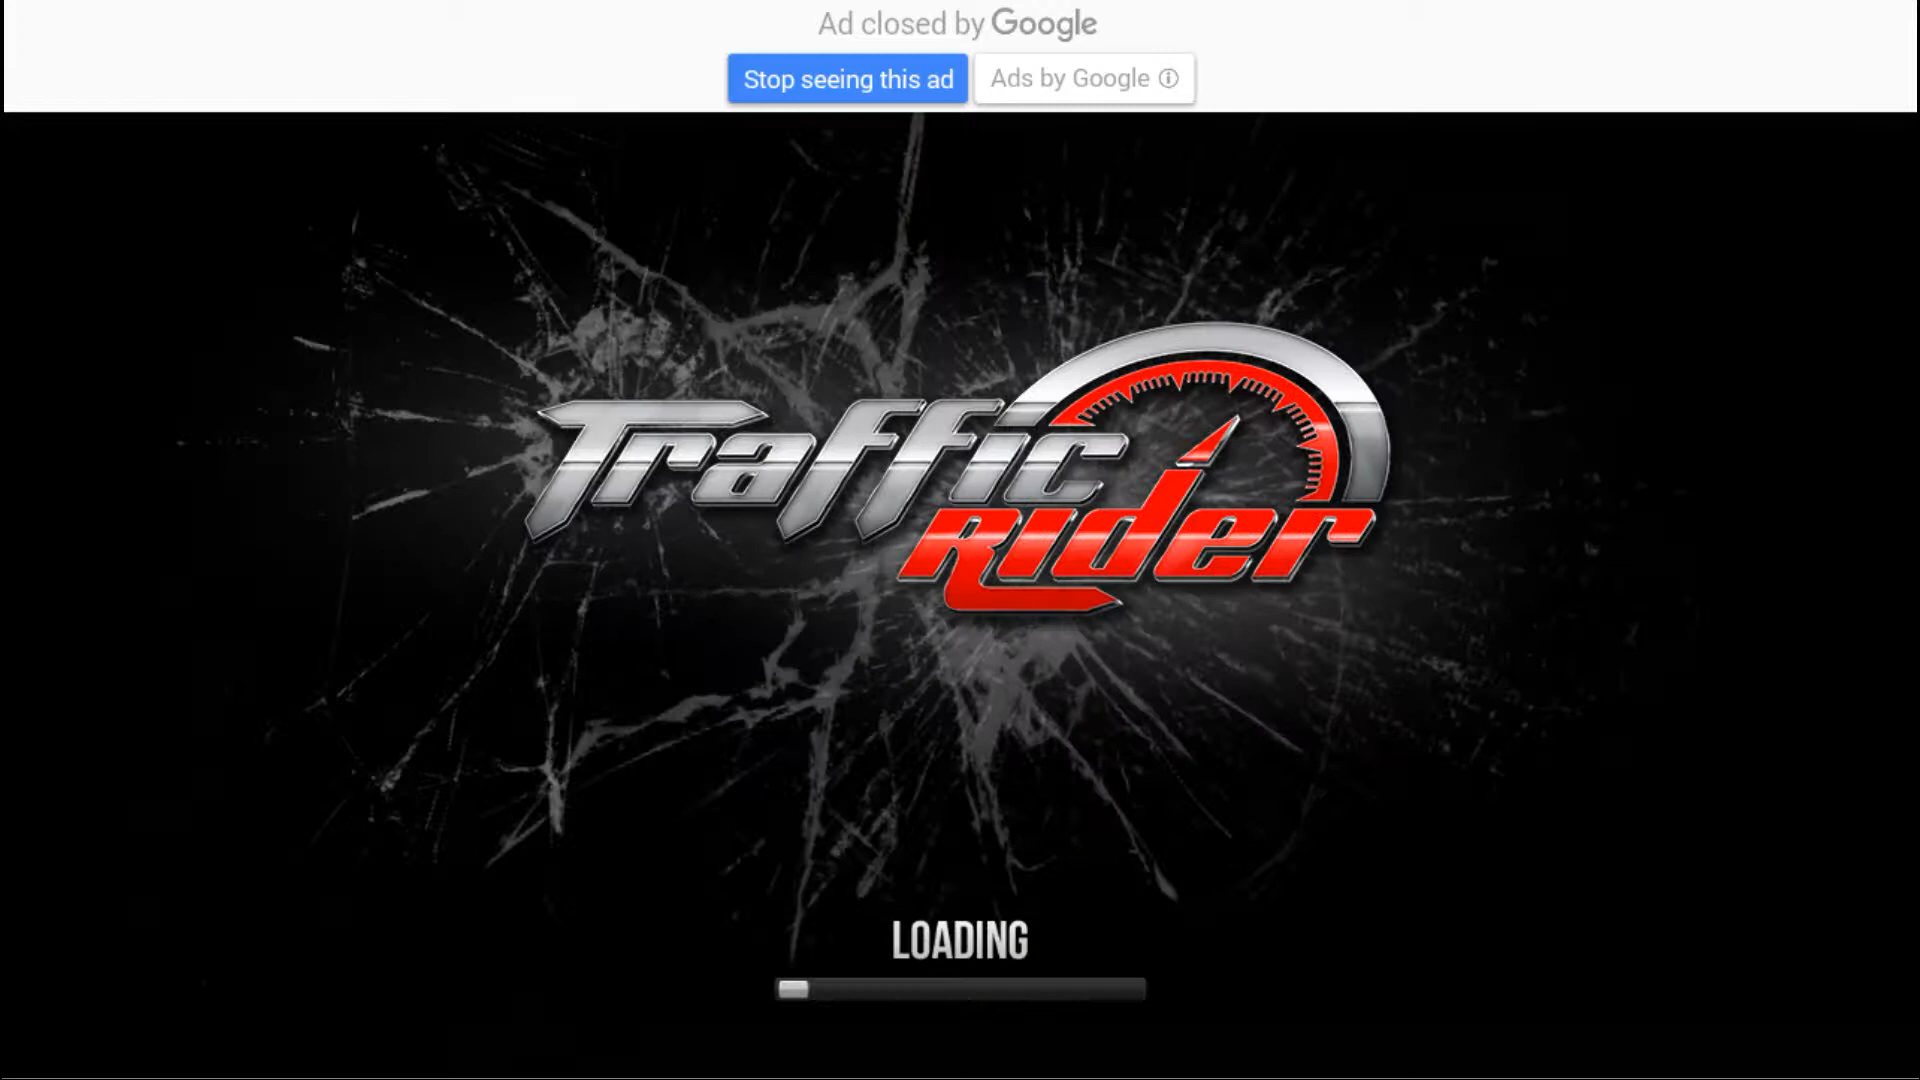 Ad closed by Google
Stop seeing this ad
Ads by Google
Traffic
Rider
LOADING